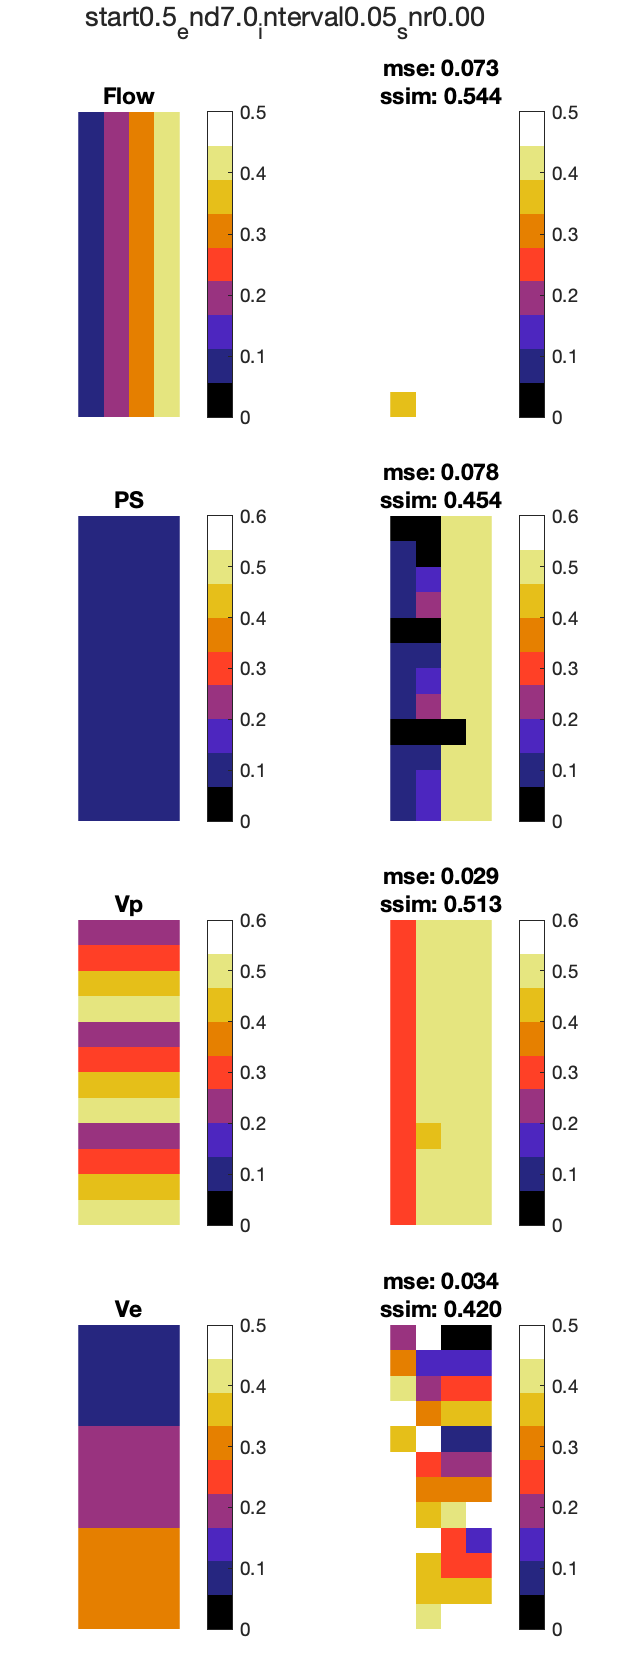 start0.5end7.0interval0.05snr0.00
mse: 0.073
Flow ssim: 0.544
0.5 0.5
0.4 0.4
0.3 0.3
0.2 0.2
0.1 0.1
0 0
mse: 0.078
PS ssim: 0.454
0.6 0.6
0.5 0.5
0.4 0.4
0.3 0.3
0.2 0.2
0.1 0.1
0 0
mse: 0.029
Vp ssim: 0.513
0.6 0.6
0.5 0.5
0.4 0.4
0.3 0.3
0.2 0.2
0.1 0.1
0 0
mse: 0.034
Ve ssim: 0.420
0.5 0.5
0.4 0.4
0.3 0.3
0.2 0.2
0.1 0.1
0 0